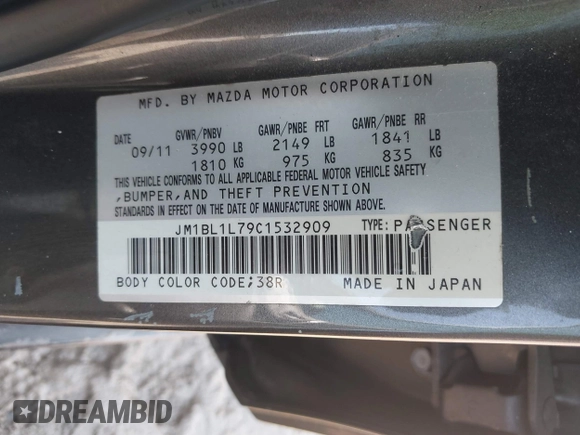 MFD. BY MAZDA MOTOR CORPORATION
DATE GVWR/PNBV GAWR/PNBE FRT GAWR/PNBE RR
09/11 3990 LB 2149 LB 1841 LB
1810 KG 975 KG 835 KG
THIS VEHICLE CONFORMS TO ALL APPLICABLE FEDERAL MOTOR VEHICLE SAFETY
,BUMPER,AND THEFT PREVENTION
STANDARDS IN EFFECT ON THE DATE OF MANUFACTURE SHOWN ABOVE.
JM1BL1L79C1532909 TYPE: PASSENGER
BODY COLOR CODE;38R MADE IN JAPAN
DREAMBID